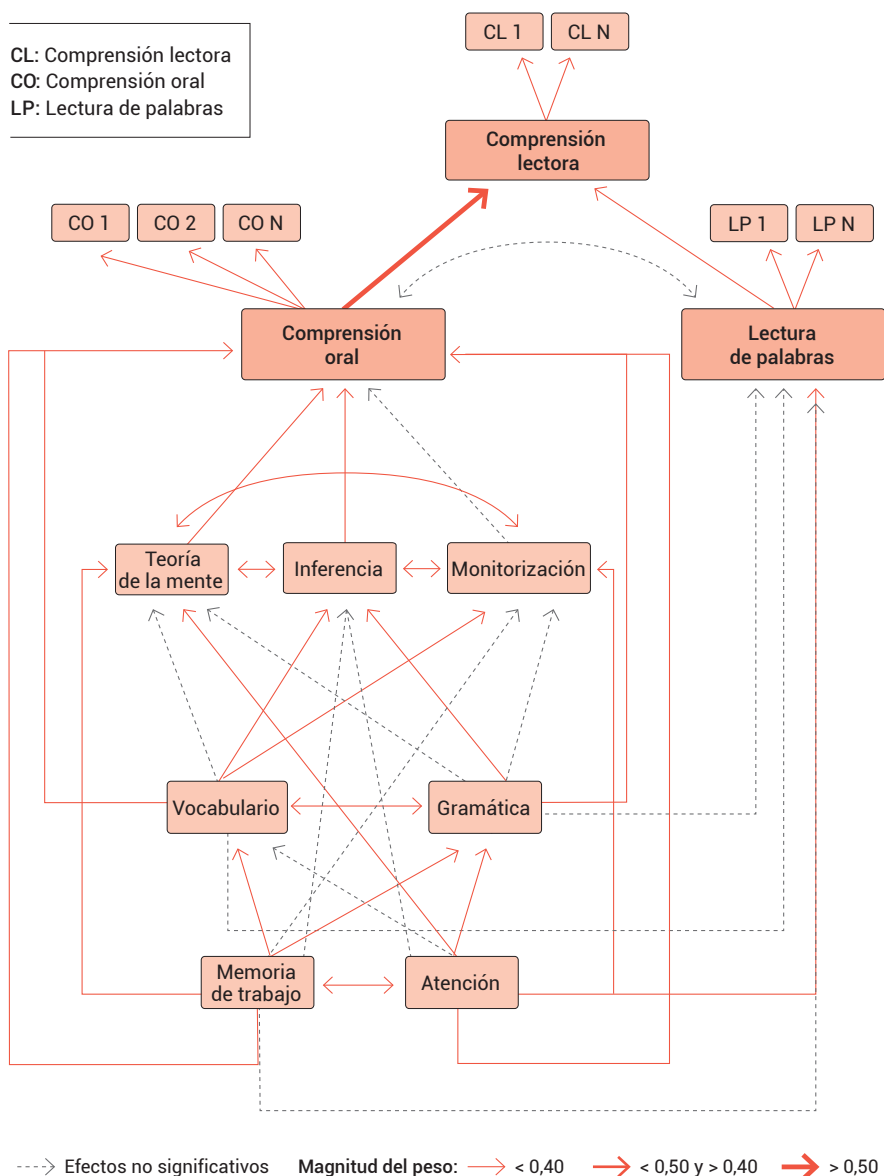 CL 1
CL N
CL: Comprensión lectora
CO: Comprensión oral
LP: Lectura de palabras
Comprensión
lectora
CO 1
CO 2
CO N
LP 1
LP N
Comprensión
oral
Lectura
de palabras
Teoría
de la mente
Inferencia
Monitorización
Vocabulario
Gramática
Memoria
de trabajo
Atención
Efectos no significativos Magnitud del peso: < 0,40 < 0,50 y > 0,40 > 0,50